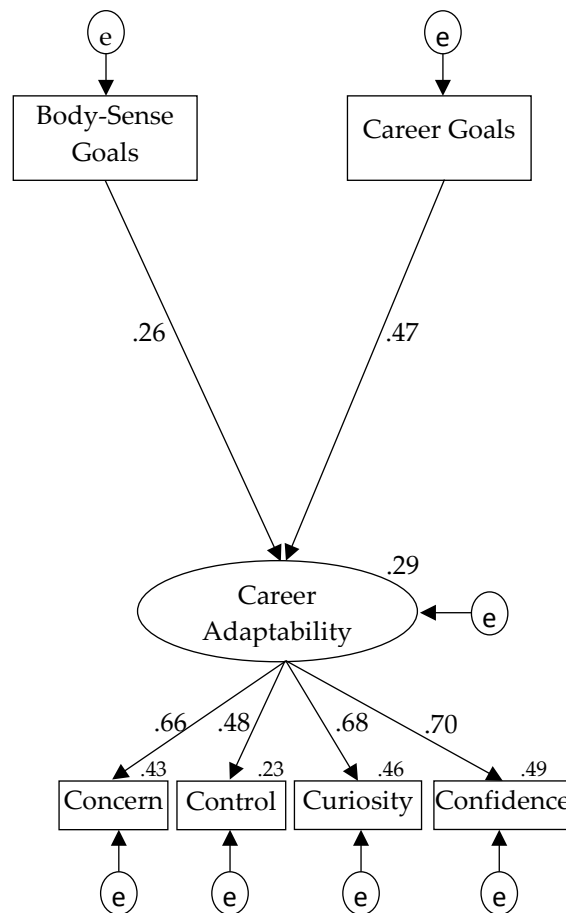 e
e
Body-Sense
Goals
Career Goals
.26
.47
.29
Career
Adaptability
e
.66
.48
.68
.70
.43
.23
.46
.49
Concern
Control
Curiosity
Confidence
e
e
e
e